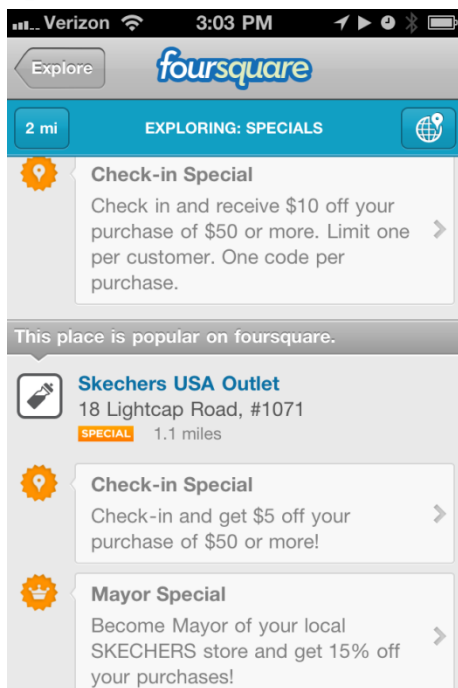 Verizon 3:03 PM
Explore
foursquare
2 mi
EXPLORING: SPECIALS
Check-in Special
Check in and receive $10 off your
purchase of $50 or more. Limit one
per customer. One code per
purchase.
This place is popular on foursquare.
Skechers USA Outlet
18 Lightcap Road, #1071
SPECIAL 1.1 miles
Check-in Special
Check-in and get $5 off your
purchase of $50 or more!
Mayor Special
Become Mayor of your local
SKECHERS store and get 15% off
your purchases!